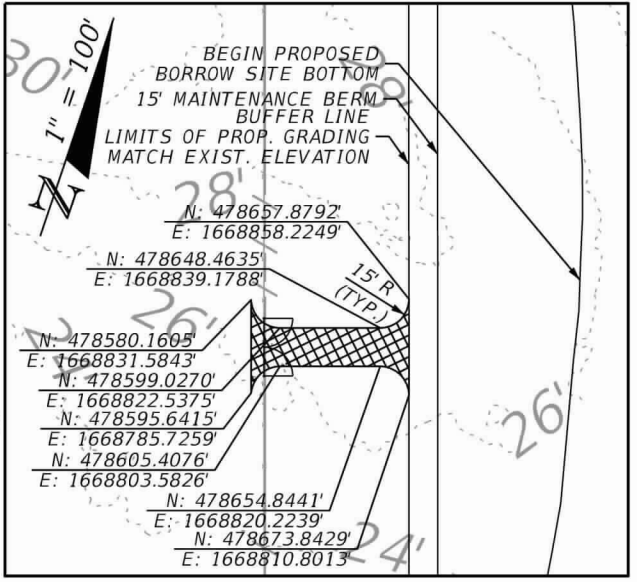 30'
1" = 100'
N
BEGIN PROPOSED
BORROW SITE BOTTOM
15' MAINTENANCE BERM
BUFFER LINE
LIMITS OF PROP. GRADING
MATCH EXIST. ELEVATION
28'
28'
N: 478657.8792'
E: 1668858.2249'
N: 478648.4635'
E: 1668839.1788'
15' R
(TYP.)
26'
24'
N: 478580.1605'
E: 1668831.5843'
N: 478599.0270'
E: 1668822.5375'
N: 478595.6415'
E: 1668785.7259'
N: 478605.4076'
E: 1668803.5826'
26'
N: 478654.8441'
E: 1668820.2239'
N: 478673.8429'
E: 1668810.8013'
24'